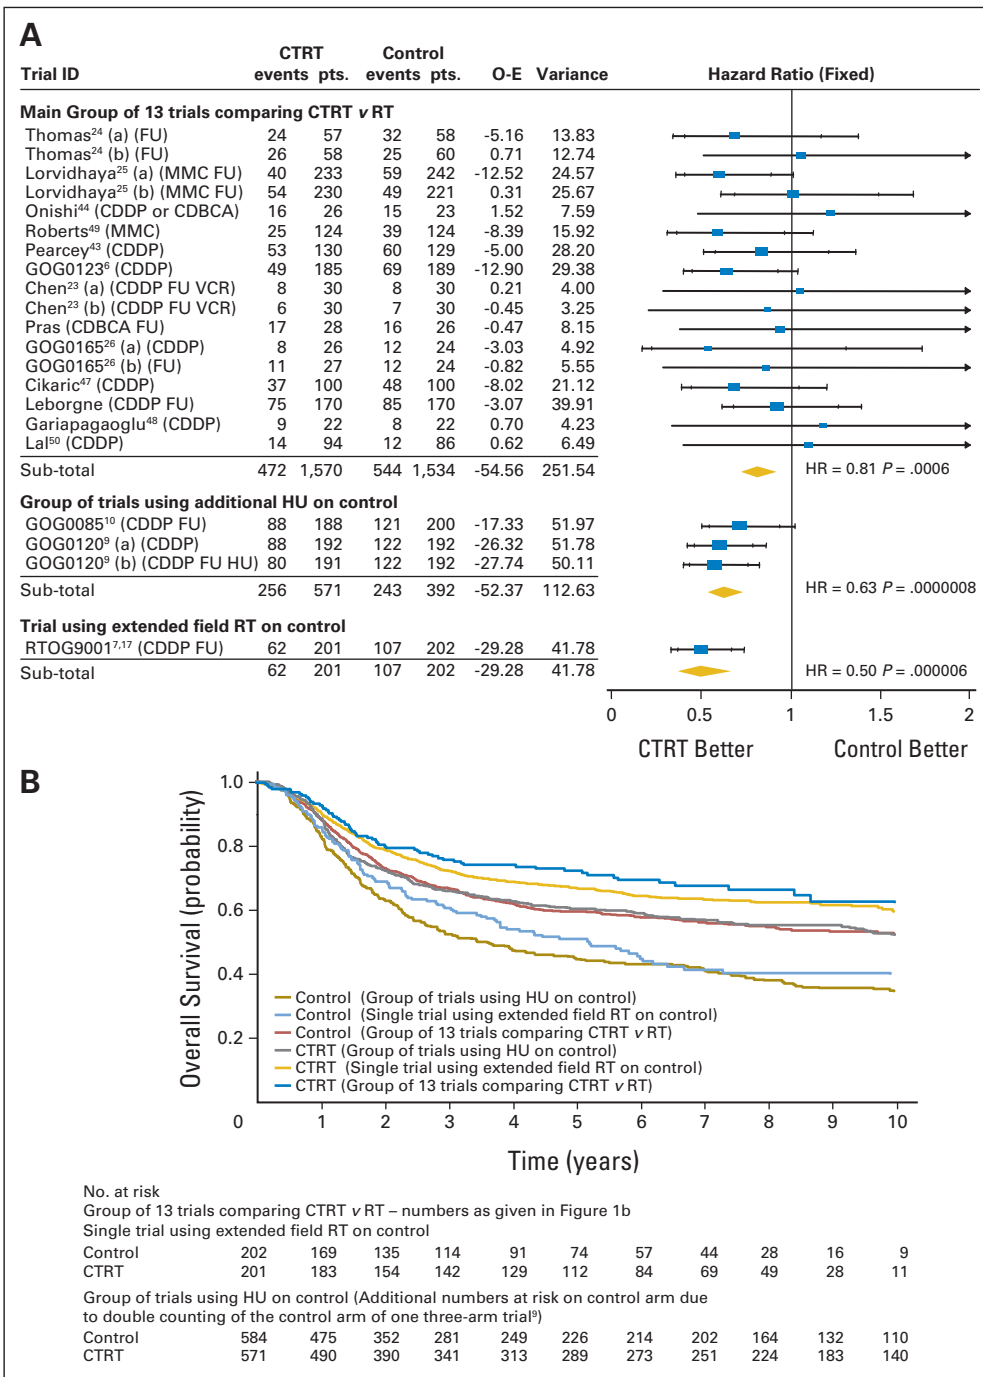 A
CTRT Control
Trial ID events pts. events pts. O-E Variance Hazard Ratio (Fixed)
Main Group of 13 trials comparing CTRT v RT
Thomas24 (a) (FU) 24 57 32 58 -5.16 13.83
Thomas24 (b) (FU) 26 58 25 60 0.71 12.74
Lorvidhaya25 (a) (MMC FU) 40 233 59 242 -12.52 24.57
Lorvidhaya25 (b) (MMC FU) 54 230 49 221 0.31 25.67
Onishi44 (CDDP or CDBCA) 16 26 15 23 1.52 7.59
Roberts49 (MMC) 25 124 39 124 -8.39 15.92
Pearcey43 (CDDP) 53 130 60 129 -5.00 28.20
GOG01236 (CDDP) 49 185 69 189 -12.90 29.38
Chen23 (a) (CDDP FU VCR) 8 30 8 30 0.21 4.00
Chen23 (b) (CDDP FU VCR) 6 30 7 30 -0.45 3.25
Pras (CDBCA FU) 17 28 16 26 -0.47 8.15
GOG016526 (a) (CDDP) 8 26 12 24 -3.03 4.92
GOG016526 (b) (FU) 11 27 12 24 -0.82 5.55
Cikaric47 (CDDP) 37 100 48 100 -8.02 21.12
Leborgne (CDDP FU) 75 170 85 170 -3.07 39.91
Gariapagaoglu48 (CDDP) 9 22 8 22 0.70 4.23
Lal50 (CDDP) 14 94 12 86 0.62 6.49
Sub-total 472 1,570 544 1,534 -54.56 251.54 HR = 0.81 P = .0006
Group of trials using additional HU on control
GOG008510 (CDDP FU) 88 188 121 200 -17.33 51.97
GOG01209 (a) (CDDP) 88 192 122 192 -26.32 51.78
GOG01209 (b) (CDDP FU HU) 80 191 122 192 -27.74 50.11
Sub-total 256 571 243 392 -52.37 112.63 HR = 0.63 P = .0000008
Trial using extended field RT on control
RTOG90017,17 (CDDP FU) 62 201 107 202 -29.28 41.78
Sub-total 62 201 107 202 -29.28 41.78 HR = 0.50 P = .000006
0 0.5 1 1.5 2
CTRT Better Control Better
B
Overall Survival (probability)
1.0
0.8
0.6
0.4
0.2
Control (Group of trials using HU on control)
Control (Single trial using extended field RT on control)
Control (Group of 13 trials comparing CTRT v RT)
CTRT (Group of trials using HU on control)
CTRT (Single trial using extended field RT on control)
CTRT (Group of 13 trials comparing CTRT v RT)
0 1 2 3 4 5 6 7 8 9 10
Time (years)
No. at risk
Group of 13 trials comparing CTRT v RT – numbers as given in Figure 1b
Single trial using extended field RT on control
Control 202 169 135 114 91 74 57 44 28 16 9
CTRT 201 183 154 142 129 112 84 69 49 28 11
Group of trials using HU on control (Additional numbers at risk on control arm due
to double counting of the control arm of one three-arm trial9)
Control 584 475 352 281 249 226 214 202 164 132 110
CTRT 571 490 390 341 313 289 273 251 224 183 140